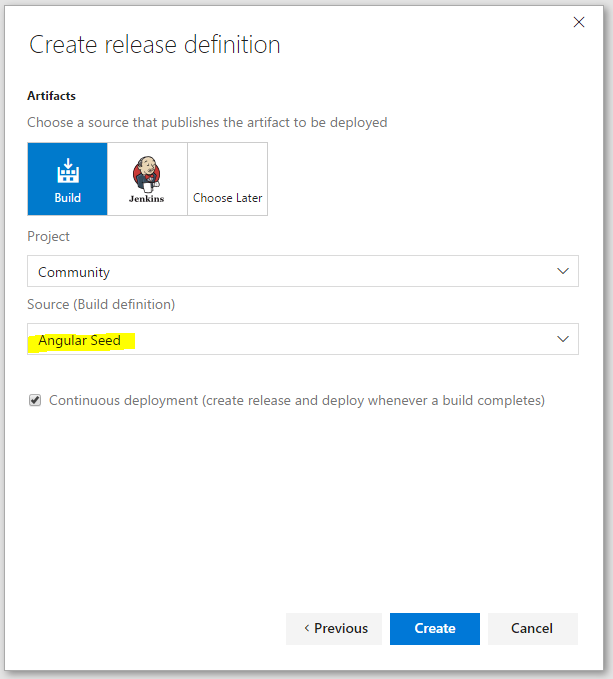 Create release definition
Artifacts
Choose a source that publishes the artifact to be deployed
Build
Jenkins
Choose Later
Project
Community
Source (Build definition)
Angular Seed
Continuous deployment (create release and deploy whenever a build completes)
Previous
Create
Cancel